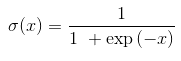 σ(x) = 1 / (1 + exp (−x))